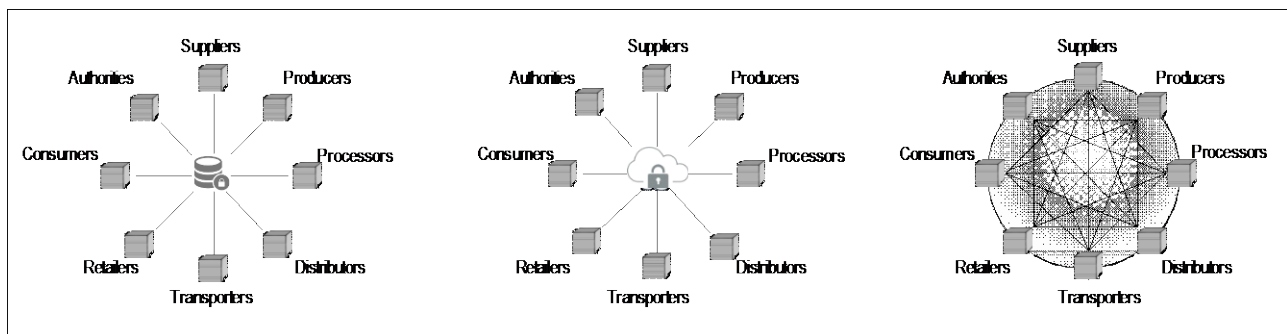 Suppliers
Authorities
Producers
Consumers
Processors
Retailers
Distributors
Transporters
Suppliers
Authorities
Producers
Consumers
Processors
Retailers
Distributors
Transporters
Suppliers
Authorities
Producers
Consumers
Processors
Retailers
Distributors
Transporters